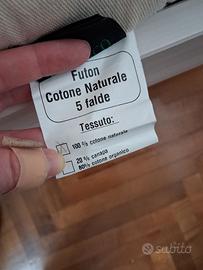 Futon
Cotone Naturale
5 falde
Tessuto:
100 % cotone naturale
20 % canapa
80% cotone organico
subito